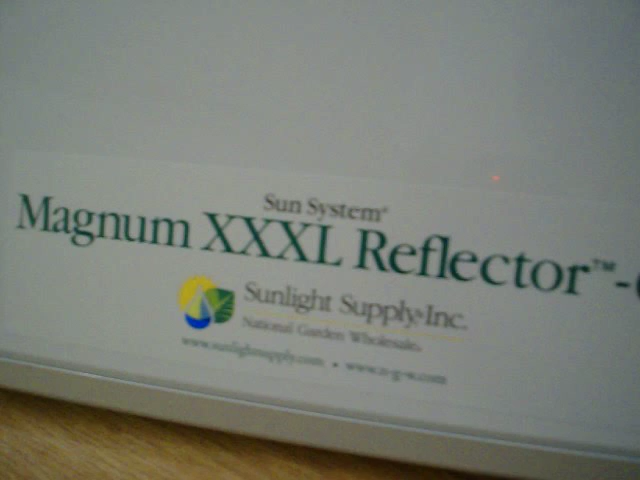 Sun System®
Magnum XXXL Reflector™-
Sunlight Supply, Inc.
National Garden Wholesale®
www.sunlightsupply.com • www.n-g-w.com